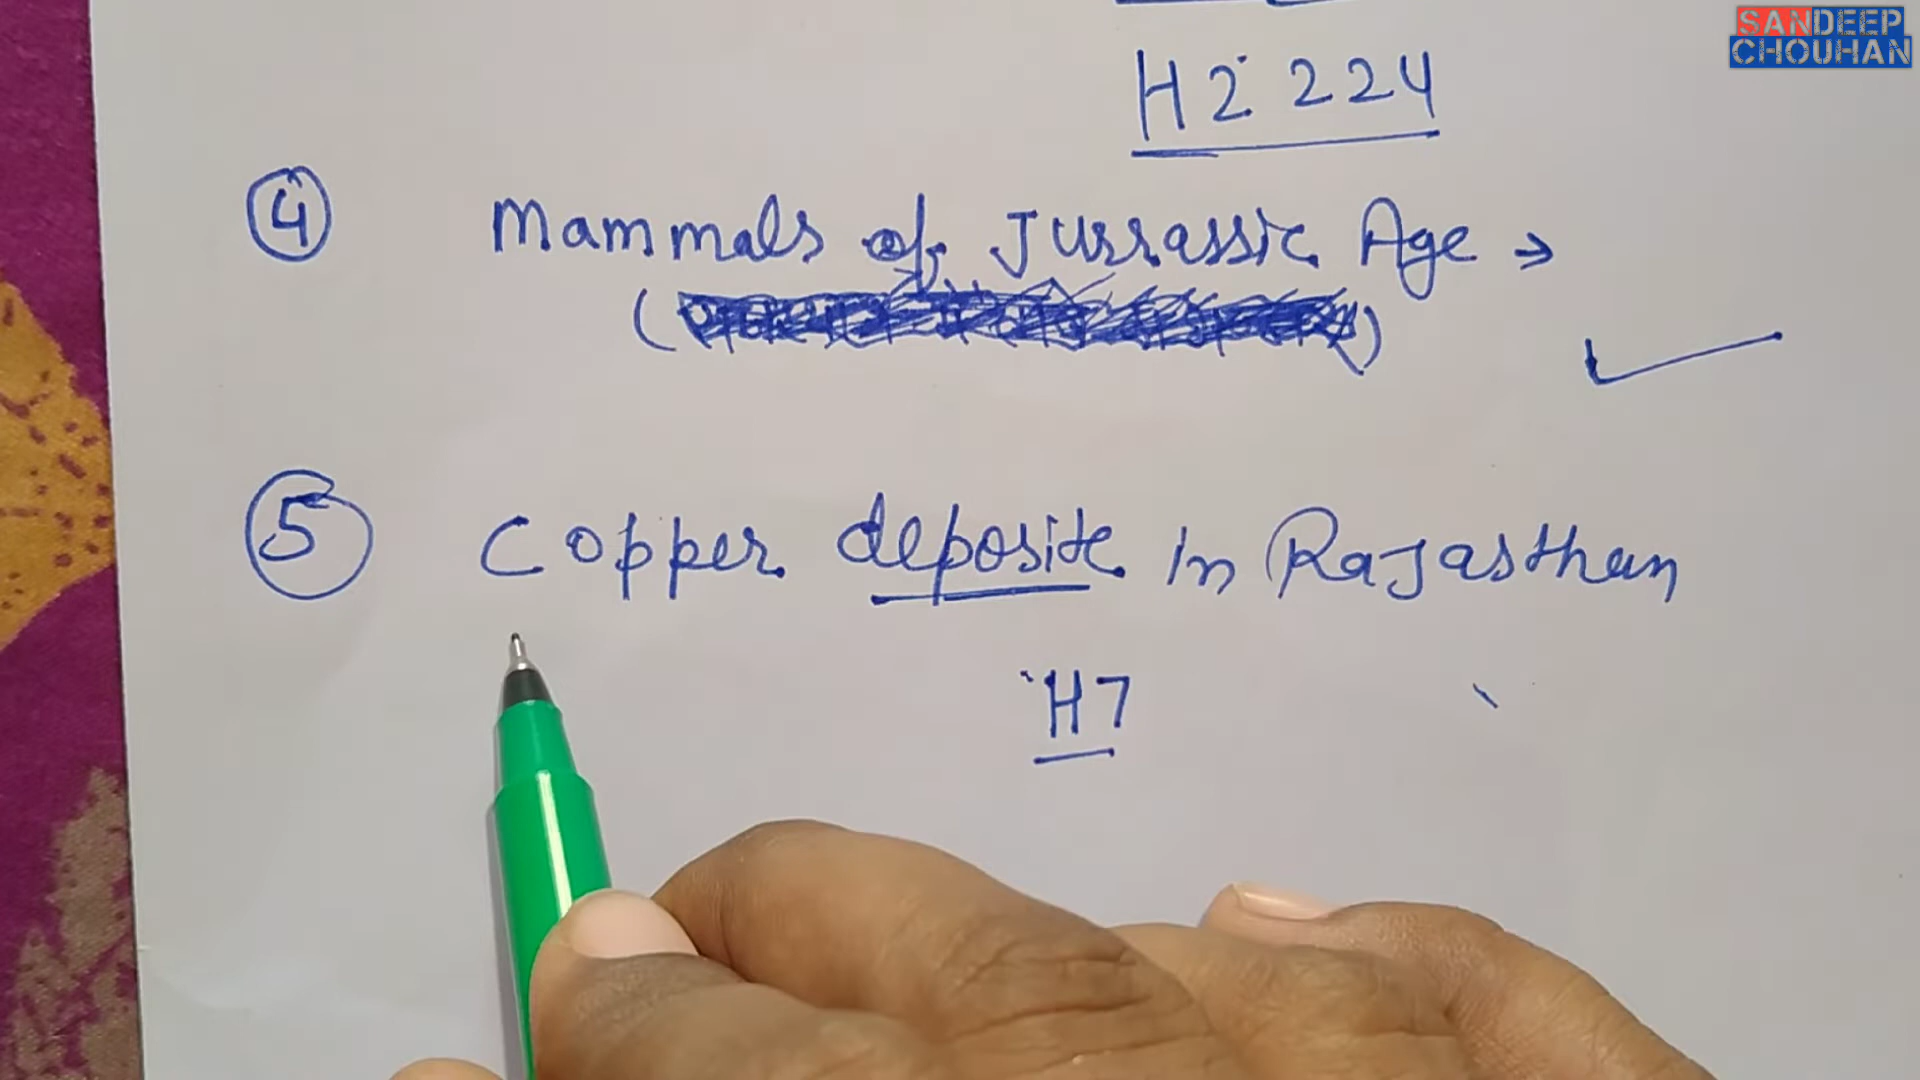 SANDEEP
CHOUHAN
H2 224
4 Mammals of Jurrassic Age →
5 Copper deposite in Rajasthan
H7